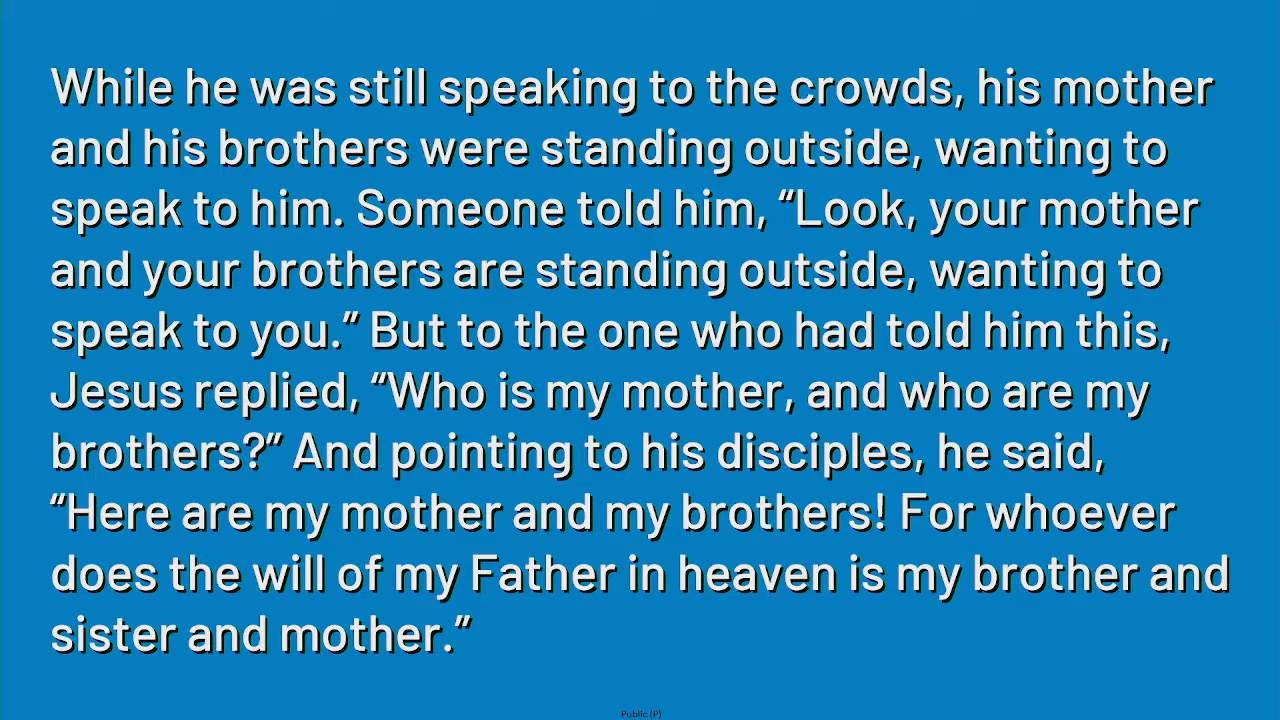 While he was still speaking to the crowds, his mother
and his brothers were standing outside, wanting to
speak to him. Someone told him, “Look, your mother
and your brothers are standing outside, wanting to
speak to you.” But to the one who had told him this,
Jesus replied, “Who is my mother, and who are my
brothers?” And pointing to his disciples, he said,
“Here are my mother and my brothers! For whoever
does the will of my Father in heaven is my brother and
sister and mother.”
Public (P)